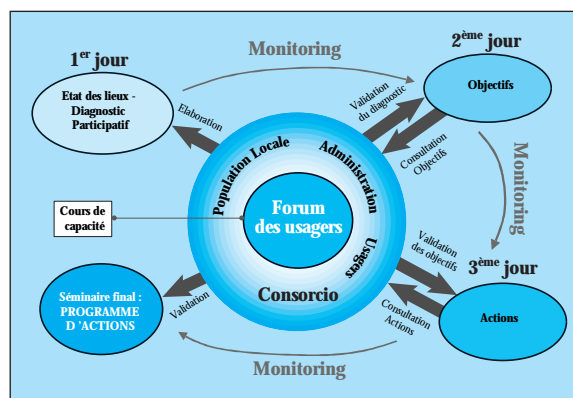 Monitoring
1er jour
2ème jour
Etat des lieux -
Diagnostic
Participatif
Objectifs
Elaboration
Validation
du diagnostic
Consultation
Objectifs
Population Locale
Administration
Usagers
Monitoring
Cours de
capacité
Forum
des usagers
Consorcio
Validation
des objectifs
3ème jour
Séminaire final :
PROGRAMME
D 'ACTIONS
Validation
Consultation
Actions
Actions
Monitoring